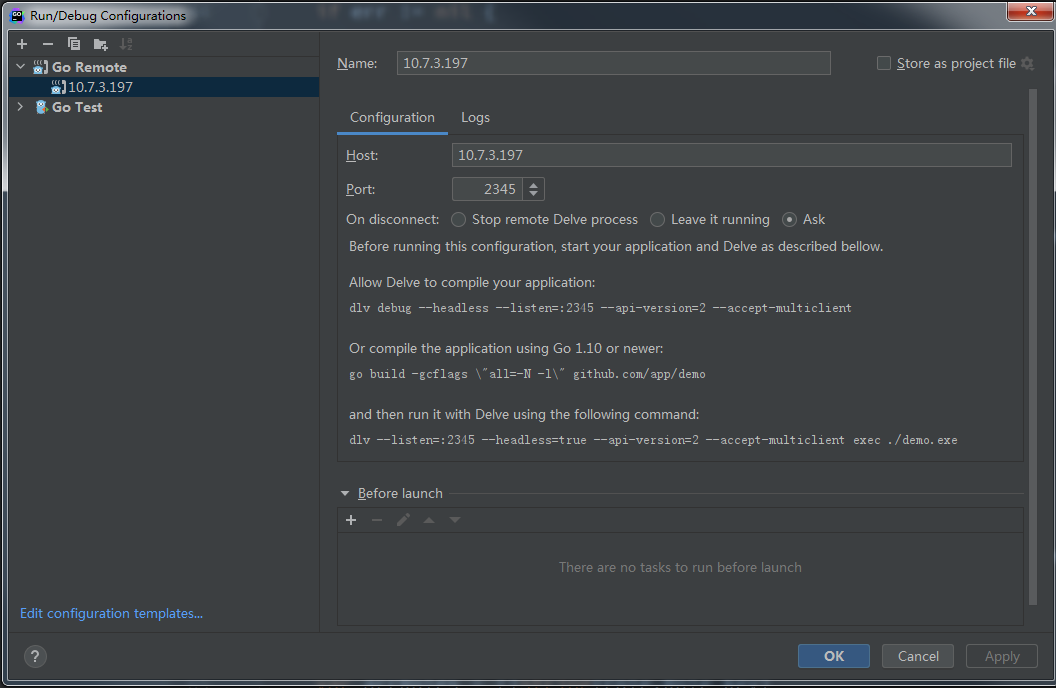 Run/Debug Configurations
Go Remote
10.7.3.197
Go Test
Name: 10.7.3.197
Store as project file
Configuration Logs
Host: 10.7.3.197
Port: 2345
On disconnect: Stop remote Delve process Leave it running Ask
Before running this configuration, start your application and Delve as described bellow.
Allow Delve to compile your application:
dlv debug --headless --listen=:2345 --api-version=2 --accept-multiclient
Or compile the application using Go 1.10 or newer:
go build -gcflags \"all=-N -l\" github.com/app/demo
and then run it with Delve using the following command:
dlv --listen=:2345 --headless=true --api-version=2 --accept-multiclient exec ./demo.exe
Before launch
There are no tasks to run before launch
Edit configuration templates...
? OK Cancel Apply